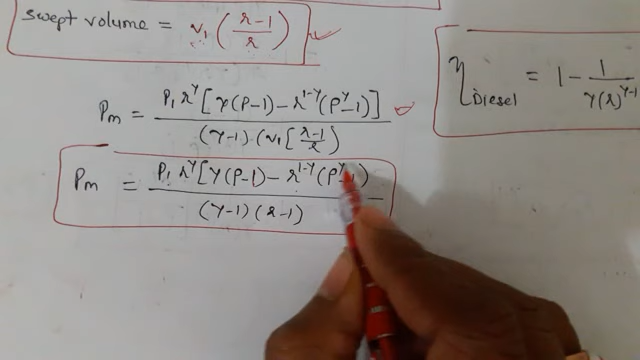 swept volume = v₁ (r-1/r)
η Diesel = 1 - 1/γ(r)^γ-1
Pm = P₁ r^γ [γ(ρ-1) - r^1-γ (ρ^γ-1)] / (γ-1) · (v₁ [r-1/r)
Pm = P₁ r^γ [γ(ρ-1) - r^1-γ (ρ^γ-1) / (γ-1) (r-1)